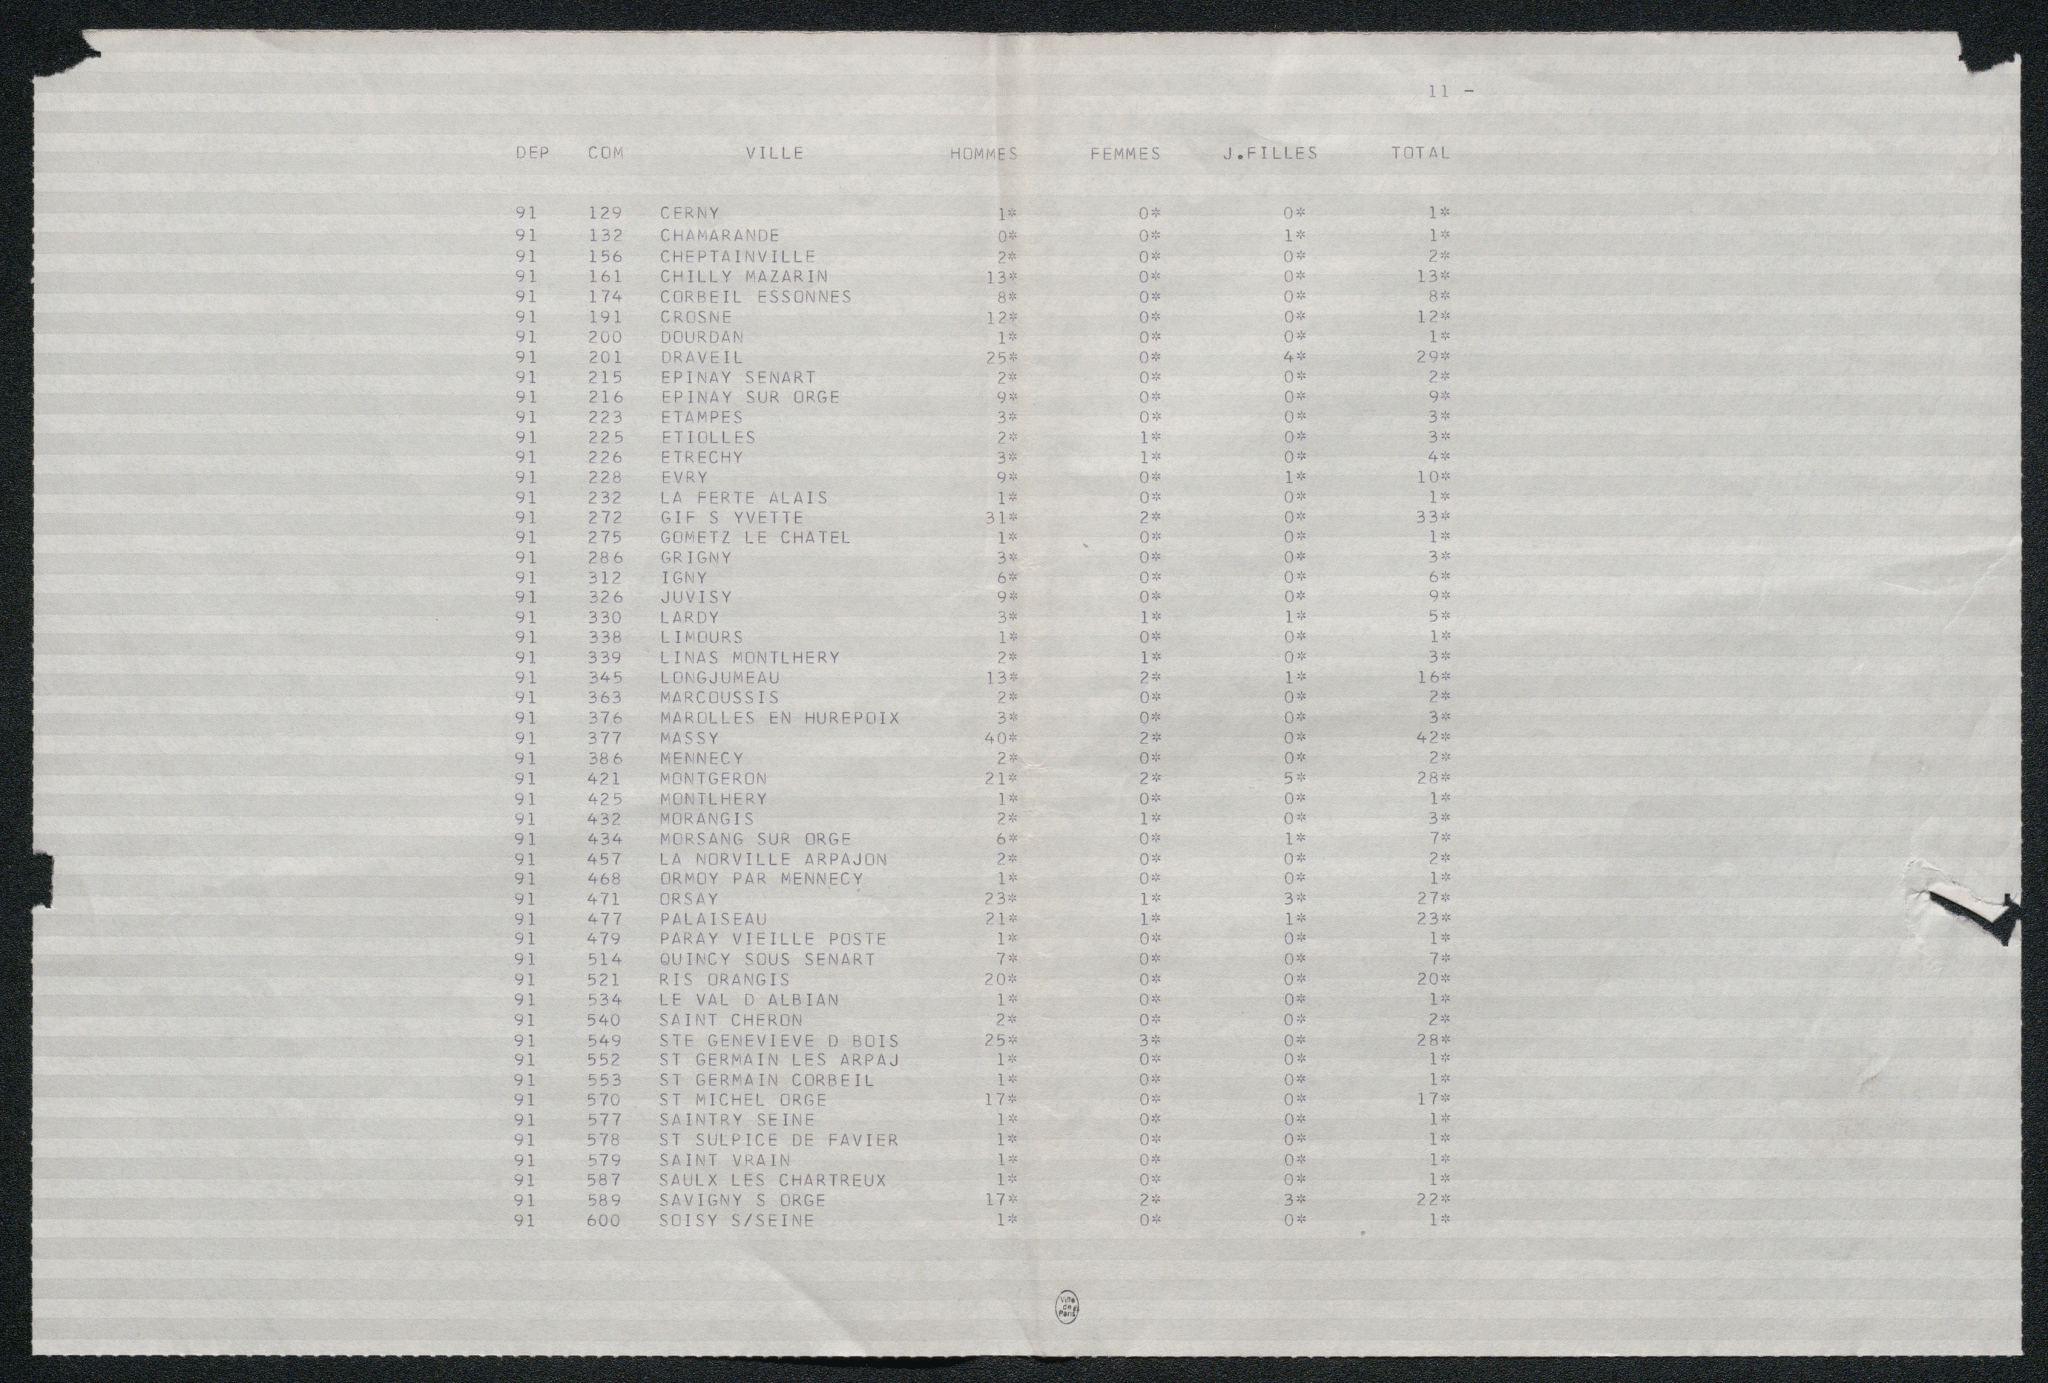 11 -
DEP COM VILLE HOMMES FEMMES J.FILLES TOTAL
91 129 CERNY 1* 0* 0* 1*
91 132 CHAMARANDE 0* 0* 1* 1*
91 156 CHEPTAINVILLE 2* 0* 0* 2*
91 161 CHILLY MAZARIN 13* 0* 0* 13*
91 174 CORBEIL ESSONNES 8* 0* 0* 8*
91 191 CROSNE 12* 0* 0* 12*
91 200 DOURDAN 1* 0* 0* 1*
91 201 DRAVEIL 25* 0* 4* 29*
91 215 EPINAY SENART 2* 0* 0* 2*
91 216 EPINAY SUR ORGE 9* 0* 0* 9*
91 223 ETAMPES 3* 0* 0* 3*
91 225 ETIOLLES 2* 1* 0* 3*
91 226 ETRECHY 3* 1* 0* 4*
91 228 EVRY 9* 0* 1* 10*
91 232 LA FERTE ALAIS 1* 0* 0* 1*
91 272 GIF S YVETTE 31* 2* 0* 33*
91 275 GOMETZ LE CHATEL 1* 0* 0* 1*
91 286 GRIGNY 3* 0* 0* 3*
91 312 IGNY 6* 0* 0* 6*
91 326 JUVISY 9* 0* 0* 9*
91 330 LARDY 3* 1* 1* 5*
91 338 LIMOURS 1* 0* 0* 1*
91 339 LINAS MONTLHERY 2* 1* 0* 3*
91 345 LONGJUMEAU 13* 2* 1* 16*
91 363 MARCOUSSIS 2* 0* 0* 2*
91 376 MAROLLES EN HUREPOIX 3* 0* 0* 3*
91 377 MASSY 40* 2* 0* 42*
91 386 MENNECY 2* 0* 0* 2*
91 421 MONTGERON 21* 2* 5* 28*
91 425 MONTLHERY 1* 0* 0* 1*
91 432 MORANGIS 2* 1* 0* 3*
91 434 MORSANG SUR ORGE 6* 0* 1* 7*
91 457 LA NORVILLE ARPAJON 2* 0* 0* 2*
91 468 ORMOY PAR MENNECY 1* 0* 0* 1*
91 471 ORSAY 23* 1* 3* 27*
91 477 PALAISEAU 21* 1* 1* 23*
91 479 PARAY VIEILLE POSTE 1* 0* 0* 1*
91 514 QUINCY SOUS SENART 7* 0* 0* 7*
91 521 RIS ORANGIS 20* 0* 0* 20*
91 534 LE VAL D ALBIAN 1* 0* 0* 1*
91 540 SAINT CHERON 2* 0* 0* 2*
91 549 STE GENEVIEVE D BOIS 25* 3* 0* 28*
91 552 ST GERMAIN LES ARPAJ 1* 0* 0* 1*
91 553 ST GERMAIN CORBEIL 1* 0* 0* 1*
91 570 ST MICHEL ORGE 17* 0* 0* 17*
91 577 SAINTRY SEINE 1* 0* 0* 1*
91 578 ST SULPICE DE FAVIER 1* 0* 0* 1*
91 579 SAINT VRAIN 1* 0* 0* 1*
91 587 SAULX LES CHARTREUX 1* 0* 0* 1*
91 589 SAVIGNY S ORGE 17* 2* 3* 22*
91 600 SOISY S/SEINE 1* 0* 0* 1*
Ville
de
Paris